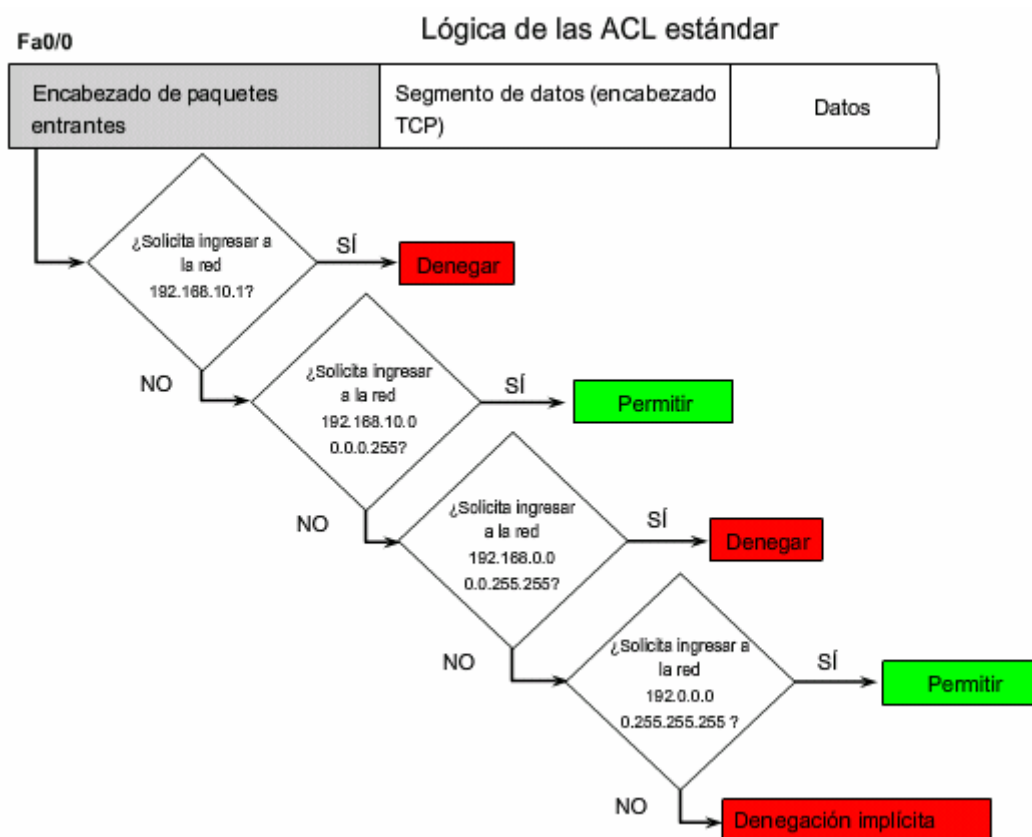 Lógica de las ACL estándar
Fa0/0
Encabezado de paquetes
entrantes
Segmento de datos (encabezado
TCP)
Datos
¿Solicita ingresar a
la red
192.168.10.1?
SÍ
Denegar
NO
¿Solicita ingresar
a la red
192.168.10.0
0.0.0.255?
SÍ
Permitir
NO
¿Solicita ingresar
a la red
192.168.0.0
0.0.255.255?
SÍ
Denegar
NO
¿Solicita ingresar a
la red
192.0.0.0
0.255.255.255 ?
SÍ
Permitir
NO
Denegación implícita